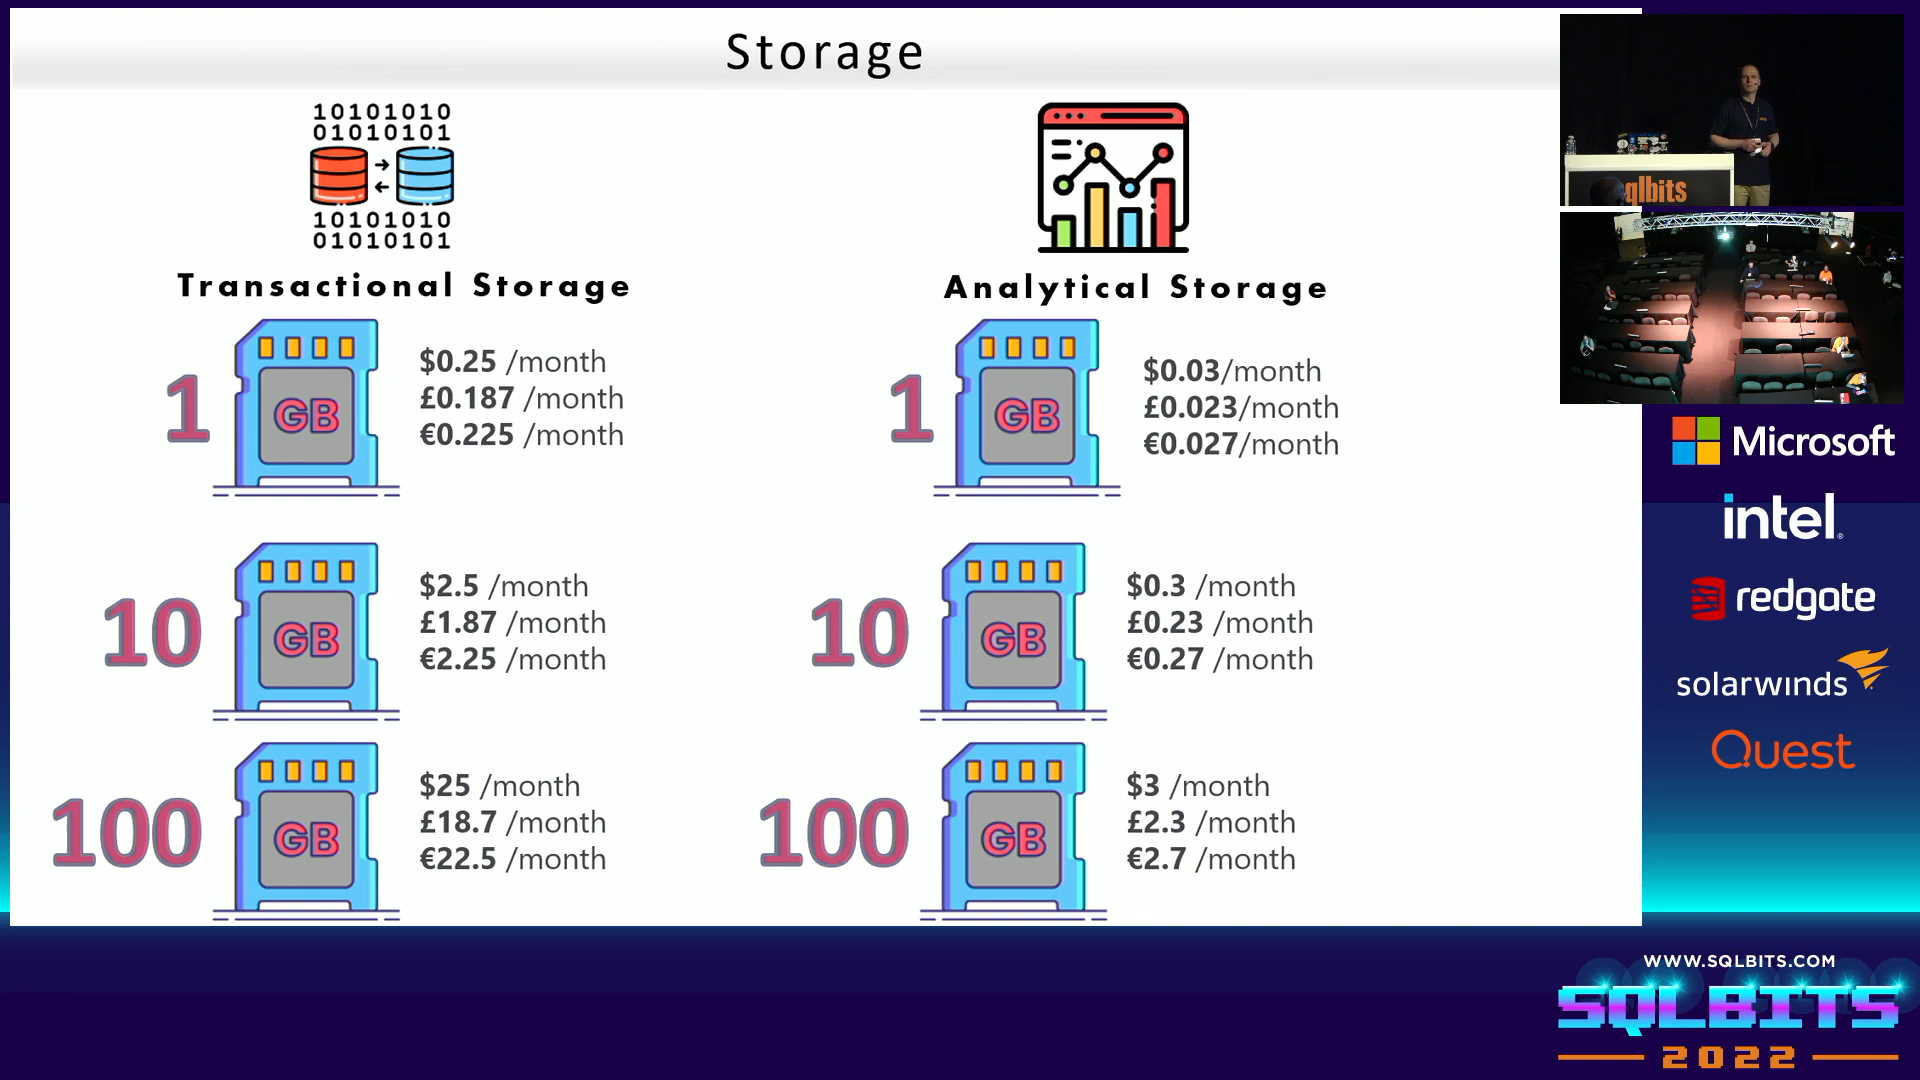 Storage
10101010
01010101
10101010
01010101
Transactional Storage
1
GB
$0.25 /month
£0.187 /month
€0.225 /month
10
GB
$2.5 /month
£1.87 /month
€2.25 /month
100
GB
$25 /month
£18.7 /month
€22.5 /month
Analytical Storage
1
GB
$0.03/month
£0.023/month
€0.027/month
10
GB
$0.3 /month
£0.23 /month
€0.27 /month
100
GB
$3 /month
£2.3 /month
€2.7 /month
qlbits
Microsoft
intel.
redgate
solarwinds
Quest
WWW.SQLBITS.COM
SQLBITS
2022